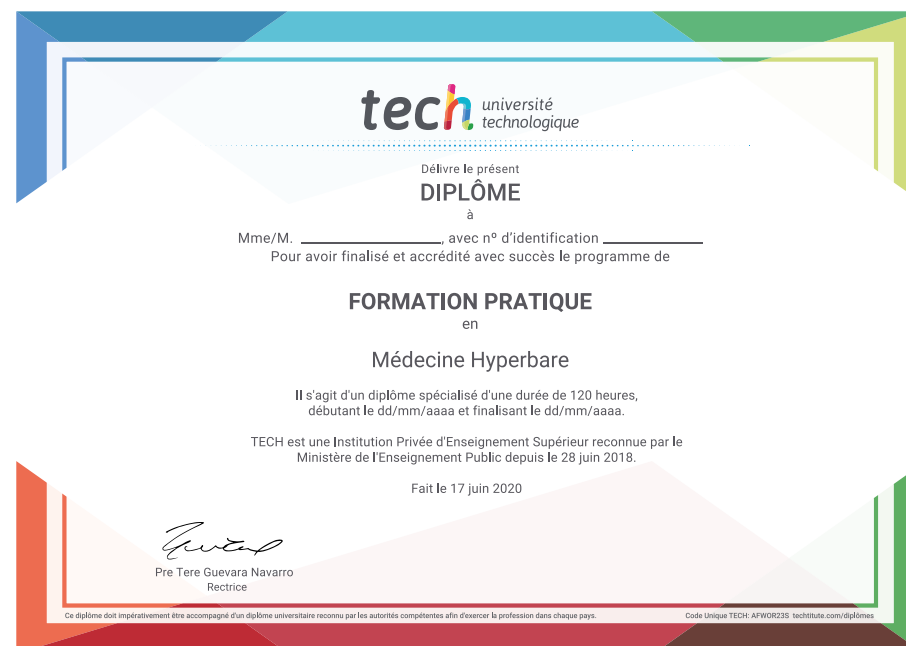 tech université
technologique
Délivre le présent
DIPLÔME
à
Mme/M. ____________________, avec nº d'identification ______________
Pour avoir finalisé et accrédité avec succès le programme de
FORMATION PRATIQUE
en
Médecine Hyperbare
Il s'agit d'un diplôme spécialisé d'une durée de 120 heures,
débutant le dd/mm/aaaa et finalisant le dd/mm/aaaa.
TECH est une Institution Privée d'Enseignement Supérieur reconnue par le
Ministère de l'Enseignement Public depuis le 28 juin 2018.
Fait le 17 juin 2020
Pre Tere Guevara Navarro
Rectrice
Ce diplôme doit impérativement être accompagné d'un diplôme universitaire reconnu par les autorités compétentes afin d'exercer la profession dans chaque pays.
Code Unique TECH: AFWOR23S techtitute.com/diplômes